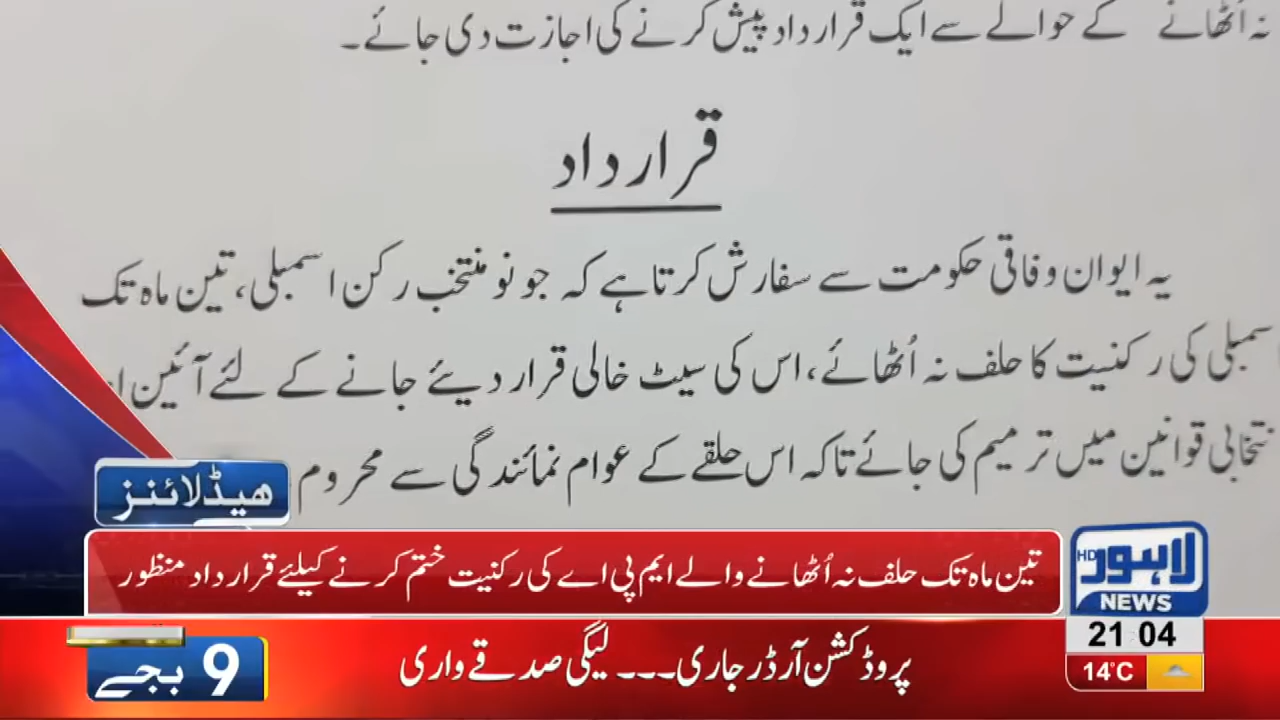 نہ اُٹھانے کے حوالے سے ایک قرارداد پیش کرنے کی اجازت دی جائے۔
قرارداد
یہ ایوان وفاقی حکومت سے سفارش کرتا ہے کہ جو نو منتخب رکن اسمبلی، تین ماہ تک
سمبلی کی رکنیت کا حلف نہ اُٹھائے، اس کی سیٹ خالی قرار دیئے جانے کے لئے آئین
نتخابی قوانین میں ترمیم کی جائے تاکہ اس حلقے کے عوام نمائندگی سے محروم
ھیڈلائنز
تین ماہ تک حلف نہ اُٹھانے والے ایم پی اے کی رکنیت ختم کرنے کیلئے قرارداد منظور
لاہور HD
NEWS
21 04
14°C
9 بجے
پروڈکشن آرڈر جاری۔۔۔ لیگی صدقے واری